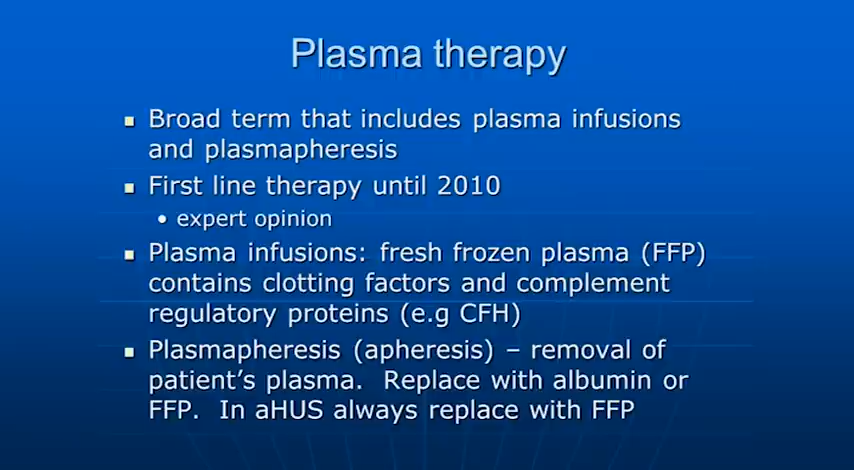 Plasma therapy
Broad term that includes plasma infusions
and plasmapheresis
First line therapy until 2010
expert opinion
Plasma infusions: fresh frozen plasma (FFP)
contains clotting factors and complement
regulatory proteins (e.g CFH)
Plasmapheresis (apheresis) – removal of
patient's plasma.  Replace with albumin or
FFP.  In aHUS always replace with FFP